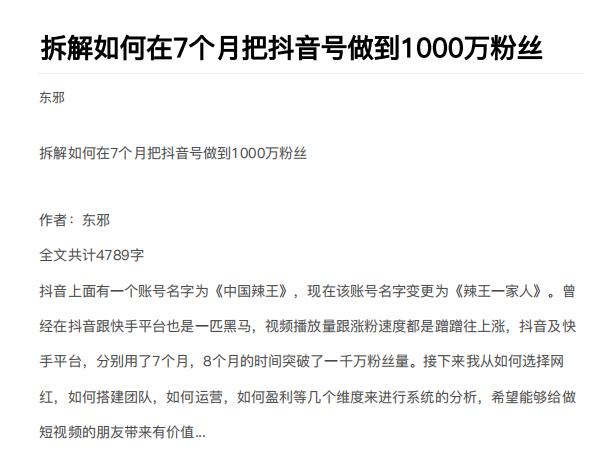 拆解如何在7个月把抖音号做到1000万粉丝
东邪
拆解如何在7个月把抖音号做到1000万粉丝
作者：东邪
全文共计4789字
抖音上面有一个账号名字为《中国辣王》，现在该账号名字变更为《辣王一家人》。曾
经在抖音跟快手平台也是一匹黑马，视频播放量跟涨粉速度都是蹭蹭往上涨，抖音及快
手平台，分别用了7个月，8个月的时间突破了一千万粉丝量。接下来我从如何选择网
红，如何搭建团队，如何运营，如何盈利等几个维度来进行系统的分析，希望能够给做
短视频的朋友带来有价值...